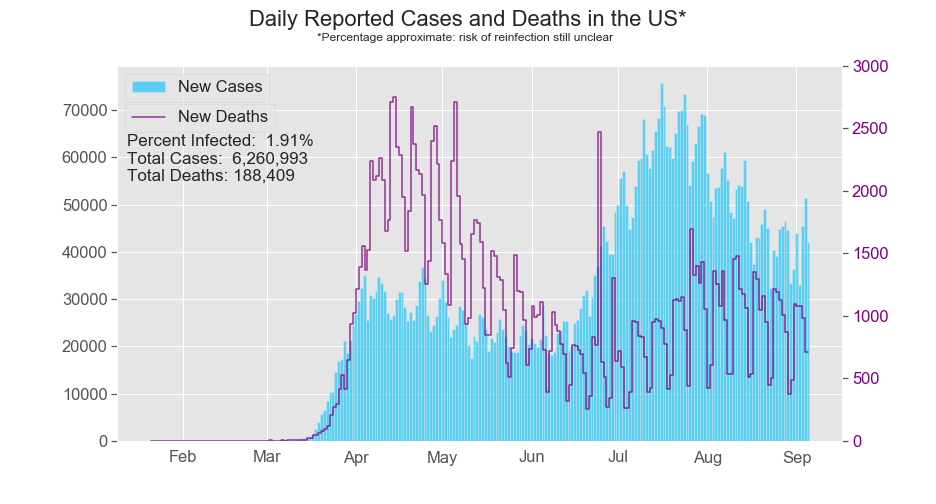 Daily Reported Cases and Deaths in the US*
*Percentage approximate: risk of reinfection still unclear
New Cases
New Deaths
Percent Infected:  1.91%
Total Cases:  6,260,993
Total Deaths: 188,409
70000
60000
50000
40000
30000
20000
10000
0
3000
2500
2000
1500
1000
500
0
Feb Mar Apr May Jun Jul Aug Sep